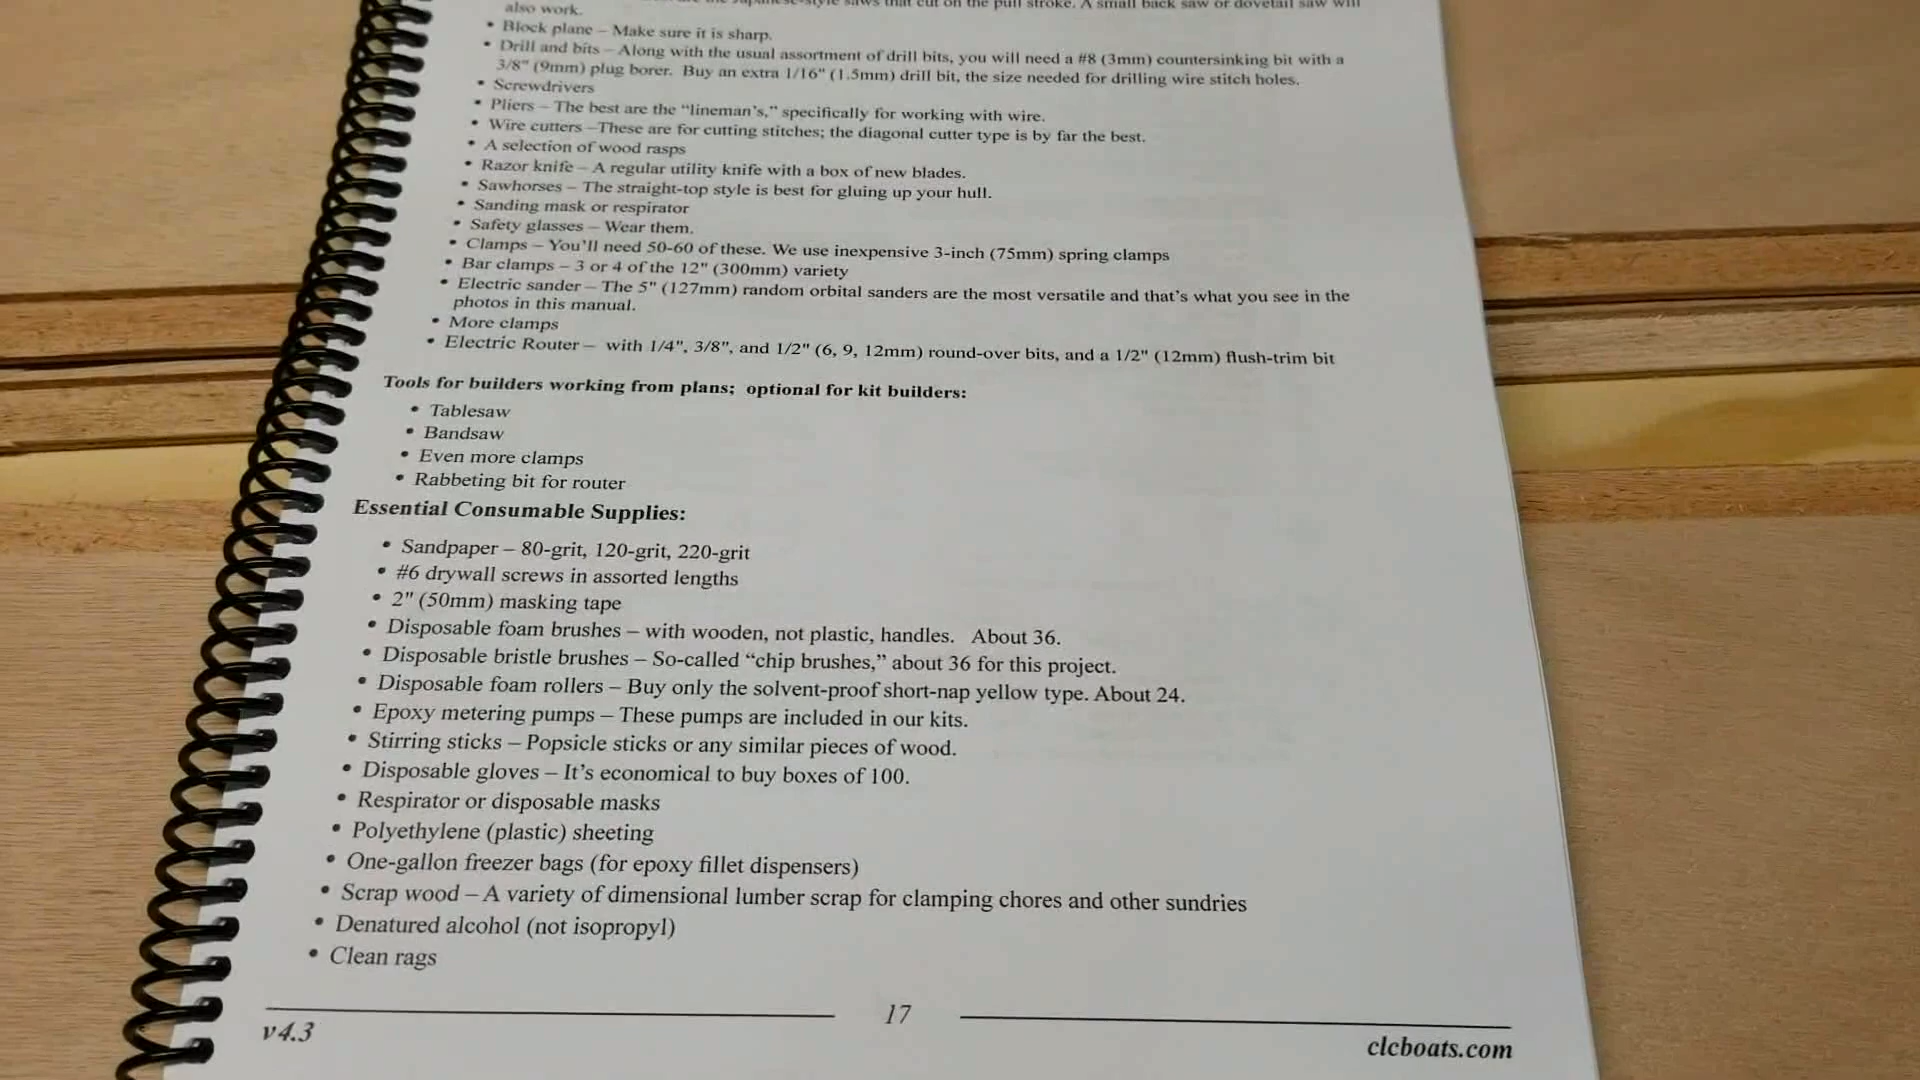 the Japanese-style saws that cut on the pull stroke. A small back saw or dovetail saw will
also work.
• Block plane – Make sure it is sharp.
• Drill and bits – Along with the usual assortment of drill bits, you will need a #8 (3mm) countersinking bit with a
3/8" (9mm) plug borer. Buy an extra 1/16" (1.5mm) drill bit, the size needed for drilling wire stitch holes.
• Screwdrivers
• Pliers – The best are the “lineman's,” specifically for working with wire.
• Wire cutters –These are for cutting stitches; the diagonal cutter type is by far the best.
• A selection of wood rasps
• Razor knife – A regular utility knife with a box of new blades.
• Sawhorses – The straight-top style is best for gluing up your hull.
• Sanding mask or respirator
• Safety glasses – Wear them.
• Clamps – You'll need 50-60 of these. We use inexpensive 3-inch (75mm) spring clamps
• Bar clamps – 3 or 4 of the 12" (300mm) variety
• Electric sander – The 5" (127mm) random orbital sanders are the most versatile and that's what you see in the
photos in this manual.
• More clamps
• Electric Router – with 1/4", 3/8", and 1/2" (6, 9, 12mm) round-over bits, and a 1/2" (12mm) flush-trim bit
Tools for builders working from plans; optional for kit builders:
• Tablesaw
• Bandsaw
• Even more clamps
• Rabbeting bit for router
Essential Consumable Supplies:
• Sandpaper – 80-grit, 120-grit, 220-grit
• #6 drywall screws in assorted lengths
• 2" (50mm) masking tape
• Disposable foam brushes – with wooden, not plastic, handles. About 36.
• Disposable bristle brushes – So-called “chip brushes,” about 36 for this project.
• Disposable foam rollers – Buy only the solvent-proof short-nap yellow type. About 24.
• Epoxy metering pumps – These pumps are included in our kits.
• Stirring sticks – Popsicle sticks or any similar pieces of wood.
• Disposable gloves – It's economical to buy boxes of 100.
• Respirator or disposable masks
• Polyethylene (plastic) sheeting
• One-gallon freezer bags (for epoxy fillet dispensers)
• Scrap wood – A variety of dimensional lumber scrap for clamping chores and other sundries
• Denatured alcohol (not isopropyl)
• Clean rags
v4.3
17
clcboats.com